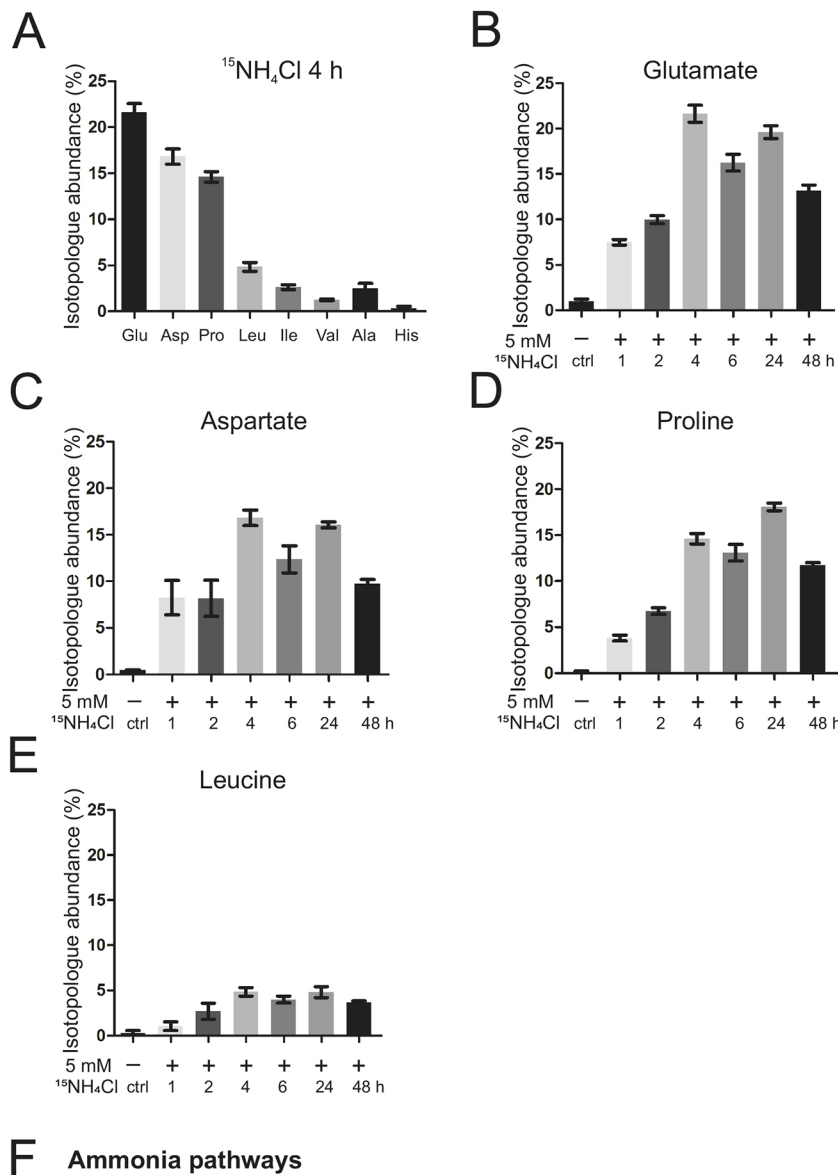 A
¹⁵NH₄Cl 4 h
Isotopologue abundance (%)
25
20
15
10
5
0
Glu Asp Pro Leu Ile Val Ala His
B
Glutamate
Isotopologue abundance (%)
25
20
15
10
5
0
5 mM − + + + + + +
¹⁵NH₄Cl ctrl 1 2 4 6 24 48 h
C
Aspartate
Isotopologue abundance (%)
25
20
15
10
5
0
5 mM − + + + + + +
¹⁵NH₄Cl ctrl 1 2 4 6 24 48 h
D
Proline
Isotopologue abundance (%)
25
20
15
10
5
0
5 mM − + + + + + +
¹⁵NH₄Cl ctrl 1 2 4 6 24 48 h
E
Leucine
Isotopologue abundance (%)
25
20
15
10
5
0
5 mM − + + + + + +
¹⁵NH₄Cl ctrl 1 2 4 6 24 48 h
F Ammonia pathways